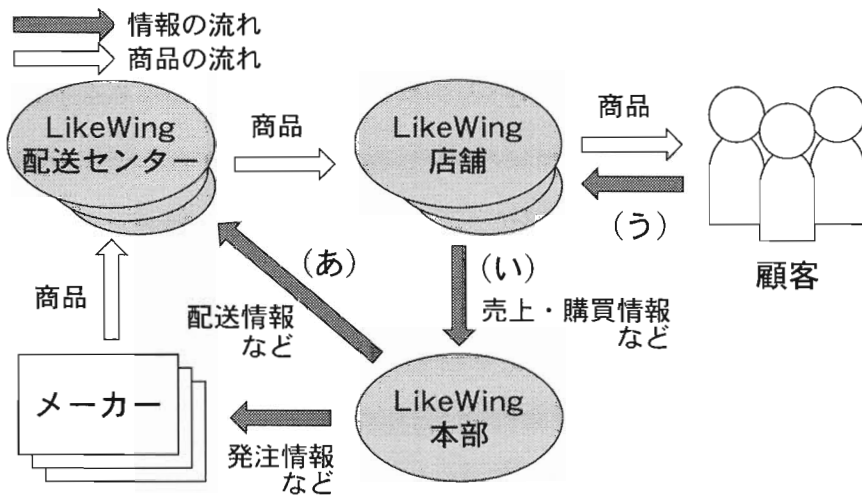 情報の流れ
商品の流れ
LikeWing
配送センター
商品
LikeWing
店舗
商品
(う)
顧客
(あ)
(い)
商品
配送情報
など
売上・購買情報
など
メーカー
発注情報
など
LikeWing
本部